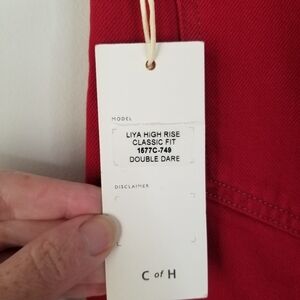 MODEL
LIYA HIGH RISE
CLASSIC FIT
1577C-749
DOUBLE DARE
DISCLAIMER
C of H